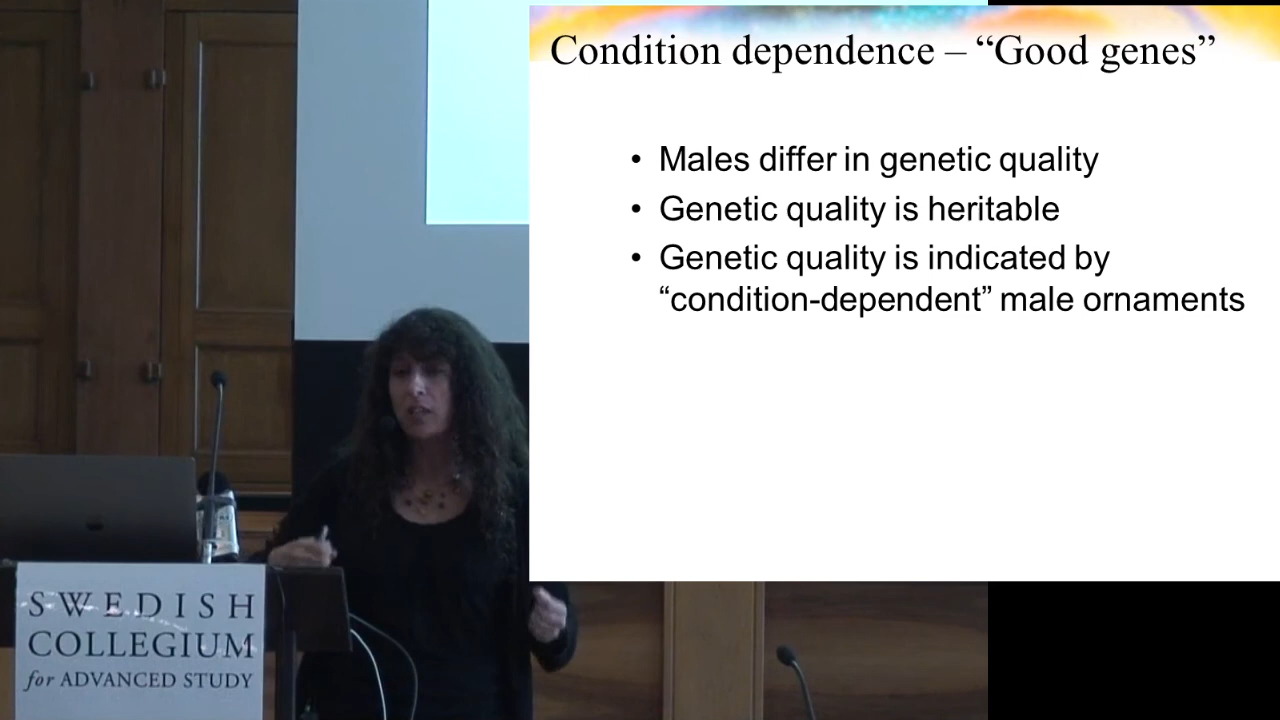 Condition dependence – “Good genes”
• Males differ in genetic quality
• Genetic quality is heritable
• Genetic quality is indicated by
“condition-dependent” male ornaments
SWEDISH
COLLEGIUM
for ADVANCED STUDY